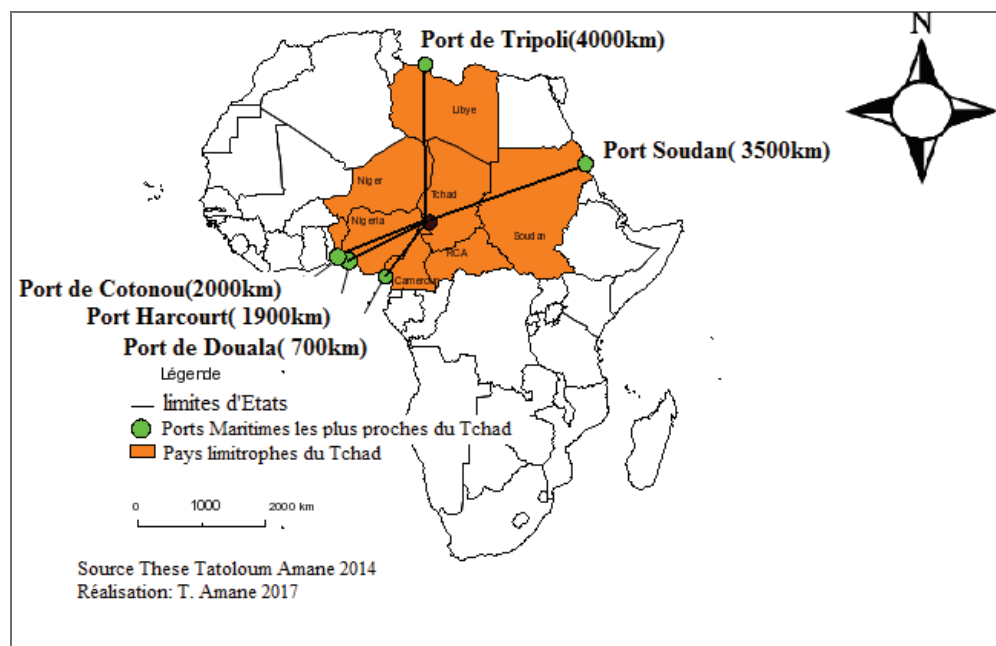 N
Port de Tripoli(4000km)
Libye
Port Soudan( 3500km)
Niger
Tchad
Nigeria
Soudan
RCA
Cameroun
Port de Cotonou(2000km)
Port Harcourt( 1900km)
Port de Douala( 700km)
Légende
limites d'Etats
Ports Maritimes les plus proches du Tchad
Pays limitrophes du Tchad
0 1000 2000 km
Source These Tatoloum Amane 2014
Réalisation: T. Amane 2017